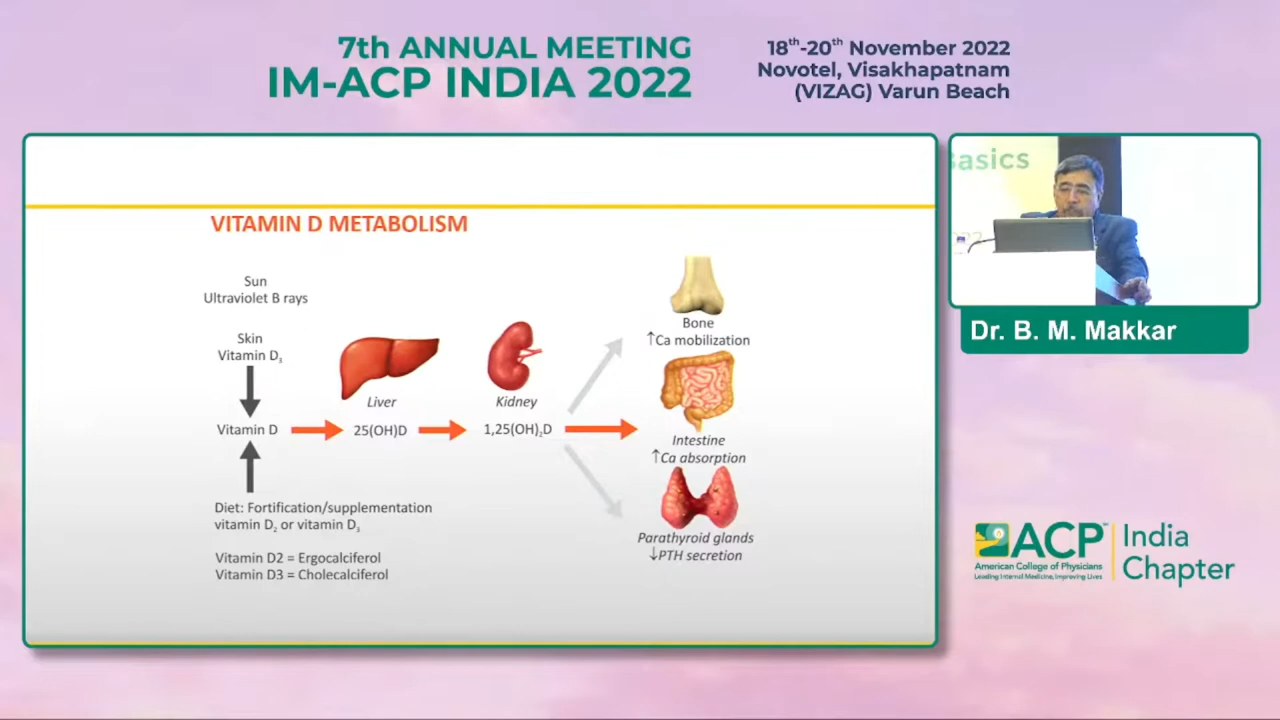 7th ANNUAL MEETING
IM-ACP INDIA 2022
18th-20th November 2022
Novotel, Visakhapatnam
(VIZAG) Varun Beach
VITAMIN D METABOLISM
Sun
Ultraviolet B rays
Skin
Vitamin D3
Liver
Kidney
Vitamin D
25(OH)D
1,25(OH)2D
Bone
↑Ca mobilization
Intestine
↑Ca absorption
Parathyroid glands
↓PTH secretion
Diet: Fortification/supplementation
vitamin D2 or vitamin D3
Vitamin D2 = Ergocalciferol
Vitamin D3 = Cholecalciferol
Basics
Dr. B. M. Makkar
ACP
American College of Physicians
Leading Internal Medicine, Improving Lives
India
Chapter